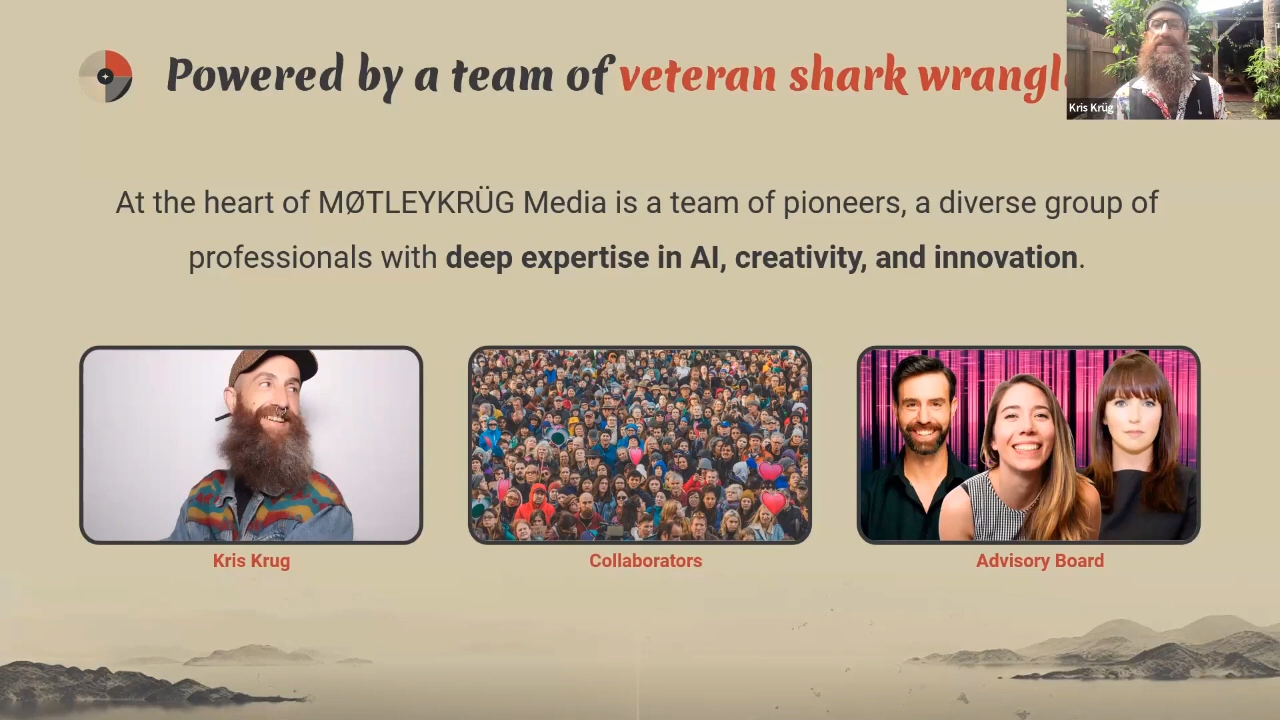 Powered by a team of veteran shark wrangl
Kris Krüg
At the heart of MØTLEYKRÜG Media is a team of pioneers, a diverse group of
professionals with deep expertise in AI, creativity, and innovation.
Kris Krug
Collaborators
Advisory Board